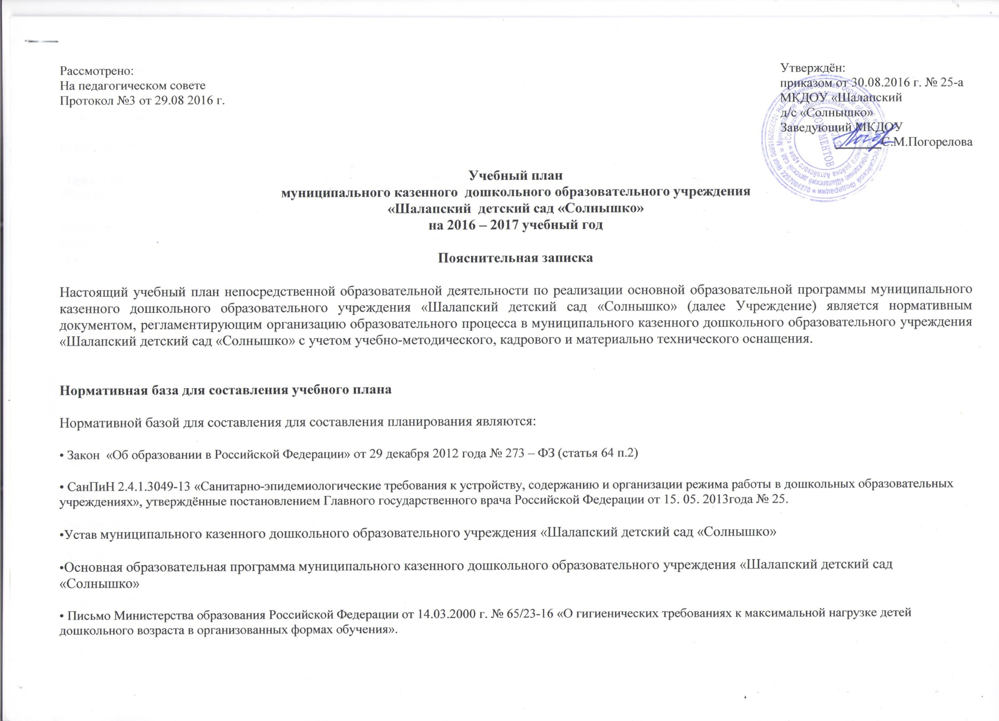 Рассмотрено:
На педагогическом совете
Протокол №3 от 29.08 2016 г.
Утверждён:
приказом от 30.08.2016 г. № 25-а
МКДОУ «Шалапский
д/с «Солнышко»
Заведующий МКДОУ
С.М.Погорелова
Учебный план
муниципального казенного дошкольного образовательного учреждения
«Шалапский детский сад «Солнышко»
на 2016 – 2017 учебный год
Пояснительная записка
Настоящий учебный план непосредственной образовательной деятельности по реализации основной образовательной программы муниципального
казенного дошкольного образовательного учреждения «Шалапский детский сад «Солнышко» (далее Учреждение) является нормативным
документом, регламентирующим организацию образовательного процесса в муниципального казенного дошкольного образовательного учреждения
«Шалапский детский сад «Солнышко» с учетом учебно-методического, кадрового и материально технического оснащения.
Нормативная база для составления учебного плана
Нормативной базой для составления для составления планирования являются:
• Закон «Об образовании в Российской Федерации» от 29 декабря 2012 года № 273 – ФЗ (статья 64 п.2)
• СанПиН 2.4.1.3049-13 «Санитарно-эпидемиологические требования к устройству, содержанию и организации режима работы в дошкольных образовательных
учреждениях», утверждённые постановлением Главного государственного врача Российской Федерации от 15. 05. 2013года № 25.
•Устав муниципального казенного дошкольного образовательного учреждения «Шалапский детский сад «Солнышко»
•Основная образовательная программа муниципального казенного дошкольного образовательного учреждения «Шалапский детский сад
«Солнышко»
• Письмо Министерства образования Российской Федерации от 14.03.2000 г. № 65/23-16 «О гигиенических требованиях к максимальной нагрузке детей
дошкольного возраста в организованных формах обучения».
ДЛЯ
ДОКУМЕНТОВ